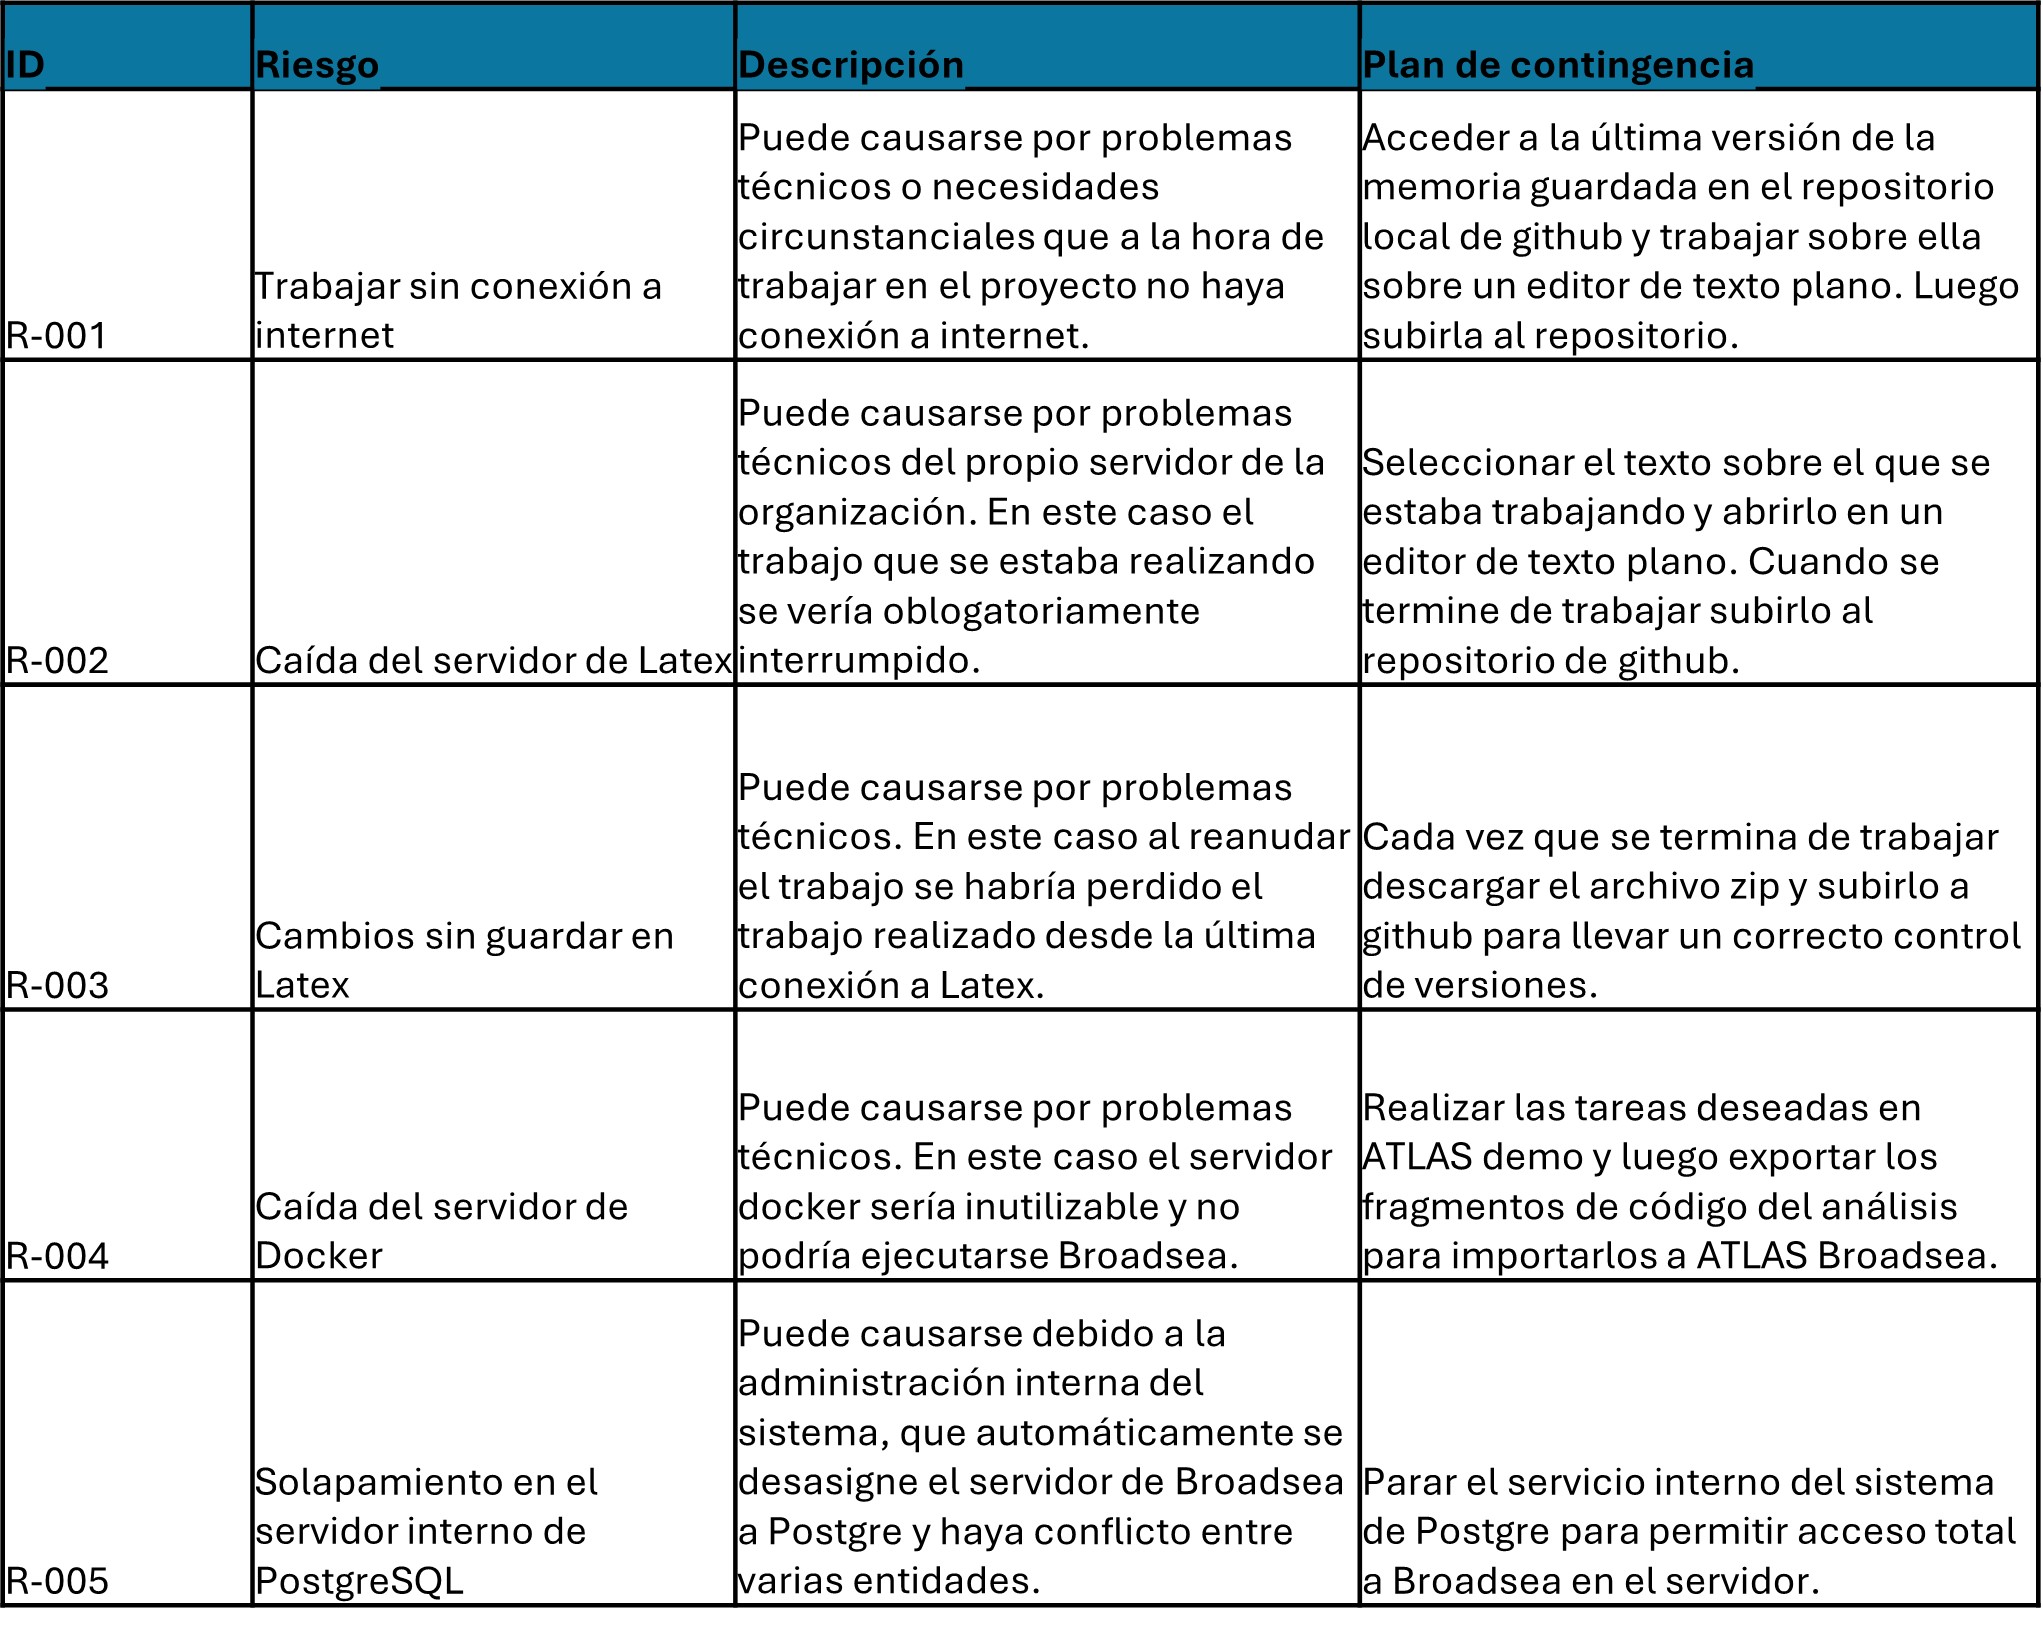 ID
Riesgo
Descripción
Plan de contingencia
R-001
Trabajar sin conexión a
internet
Puede causarse por problemas
técnicos o necesidades
circunstanciales que a la hora de
trabajar en el proyecto no haya
conexión a internet.
Acceder a la última versión de la
memoria guardada en el repositorio
local de github y trabajar sobre ella
sobre un editor de texto plano. Luego
subirla al repositorio.
R-002
Caída del servidor de Latex
Puede causarse por problemas
técnicos del propio servidor de la
organización. En este caso el
trabajo que se estaba realizando
se vería oblogatoriamente
interrumpido.
Seleccionar el texto sobre el que se
estaba trabajando y abrirlo en un
editor de texto plano. Cuando se
termine de trabajar subirlo al
repositorio de github.
R-003
Cambios sin guardar en
Latex
Puede causarse por problemas
técnicos. En este caso al reanudar
el trabajo se habría perdido el
trabajo realizado desde la última
conexión a Latex.
Cada vez que se termina de trabajar
descargar el archivo zip y subirlo a
github para llevar un correcto control
de versiones.
R-004
Caída del servidor de
Docker
Puede causarse por problemas
técnicos. En este caso el servidor
docker sería inutilizable y no
podría ejecutarse Broadsea.
Realizar las tareas deseadas en
ATLAS demo y luego exportar los
fragmentos de código del análisis
para importarlos a ATLAS Broadsea.
R-005
Solapamiento en el
servidor interno de
PostgreSQL
Puede causarse debido a la
administración interna del
sistema, que automáticamente se
desasigne el servidor de Broadsea
a Postgre y haya conflicto entre
varias entidades.
Parar el servicio interno del sistema
de Postgre para permitir acceso total
a Broadsea en el servidor.